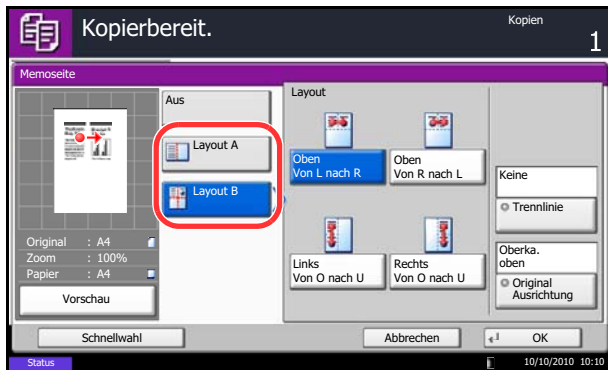 Kopierbereit.
Kopien
1
Memoseite
Aus
Layout A
Layout B
Original : A4
Zoom : 100%
Papier : A4
Vorschau
Layout
Oben
Von L nach R
Oben
Von R nach L
Links
Von O nach U
Rechts
Von O nach U
Keine
Trennlinie
Oberka.
oben
Original
Ausrichtung
Schnellwahl
Abbrechen
OK
Status
10/10/2010 10:10